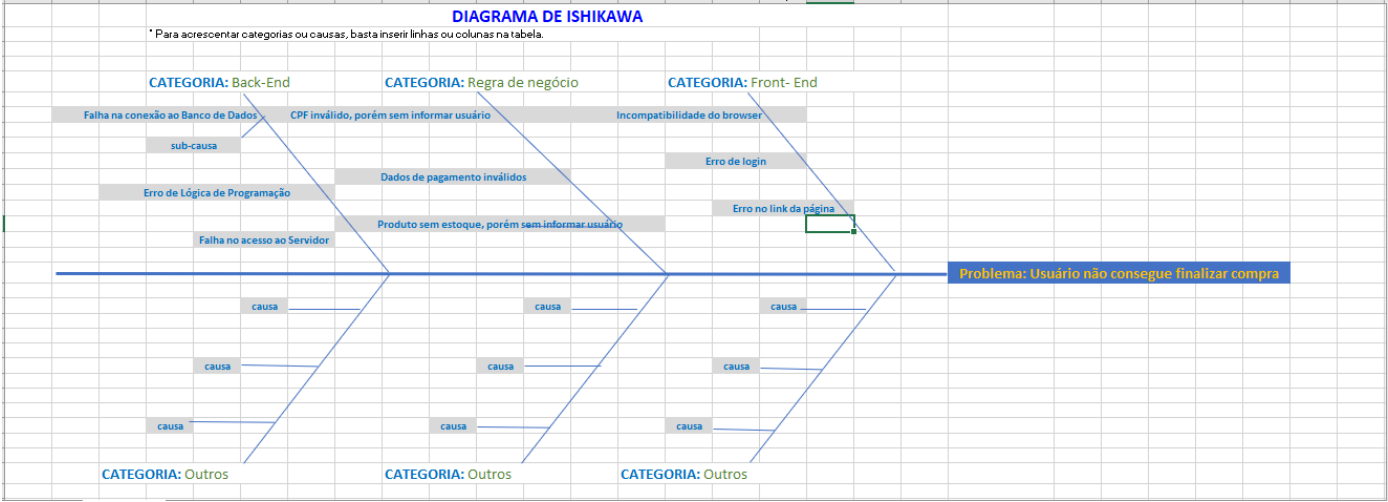 DIAGRAMA DE ISHIKAWA
* Para acrescentar categorias ou causas, basta inserir linhas ou colunas na tabela.
CATEGORIA: Back-End
CATEGORIA: Regra de negócio
CATEGORIA: Front- End
Falha na conexão ao Banco de Dados
CPF inválido, porém sem informar usuário
Incompatibilidade do browser
sub-causa
Erro de login
Dados de pagamento inválidos
Erro de Lógica de Programação
Erro no link da página
Produto sem estoque, porém sem informar usuário
Falha no acesso ao Servidor
Problema: Usuário não consegue finalizar compra
causa
causa
causa
causa
causa
causa
causa
causa
causa
CATEGORIA: Outros
CATEGORIA: Outros
CATEGORIA: Outros